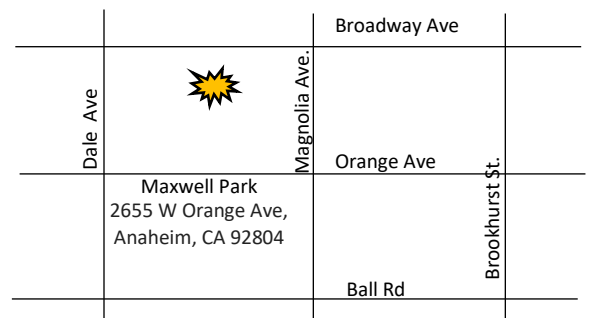 Broadway Ave
Dale Ave
Magnolia Ave.
Orange Ave
Brookhurst St.
Maxwell Park
2655 W Orange Ave,
Anaheim, CA 92804
Ball Rd